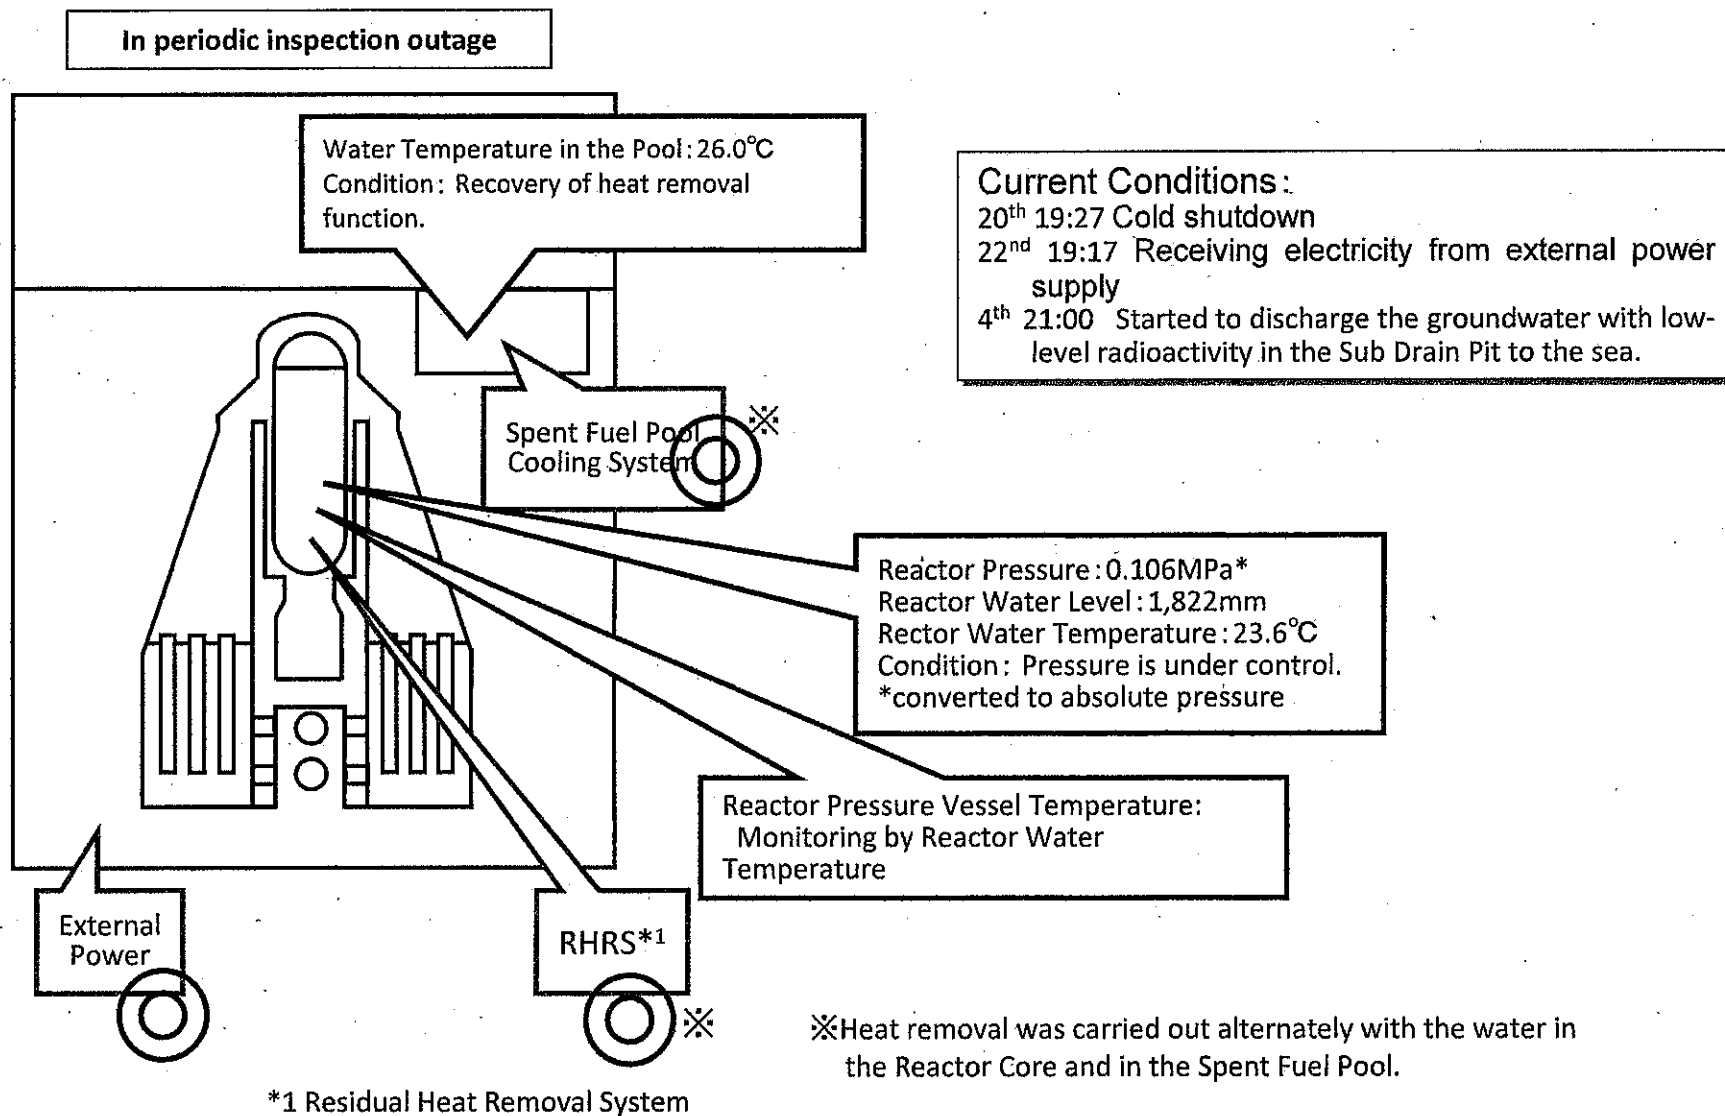 In periodic inspection outage
Water Temperature in the Pool: 26.0℃
Condition: Recovery of heat removal
function.
Current Conditions:
20th 19:27 Cold shutdown
22nd 19:17 Receiving electricity from external power
supply
4th 21:00 Started to discharge the groundwater with low-
level radioactivity in the Sub Drain Pit to the sea.
Spent Fuel Pool
Cooling System
※
Reactor Pressure: 0.106MPa*
Reactor Water Level: 1,822mm
Rector Water Temperature: 23.6℃
Condition: Pressure is under control.
*converted to absolute pressure
Reactor Pressure Vessel Temperature:
Monitoring by Reactor Water
Temperature
External
Power
RHRS*1
※
※Heat removal was carried out alternately with the water in
the Reactor Core and in the Spent Fuel Pool.
*1 Residual Heat Removal System